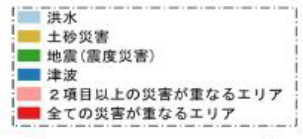 洪水
土砂災害
地震(震度災害)
津波
２項目以上の災害が重なるエリア
全ての災害が重なるエリア